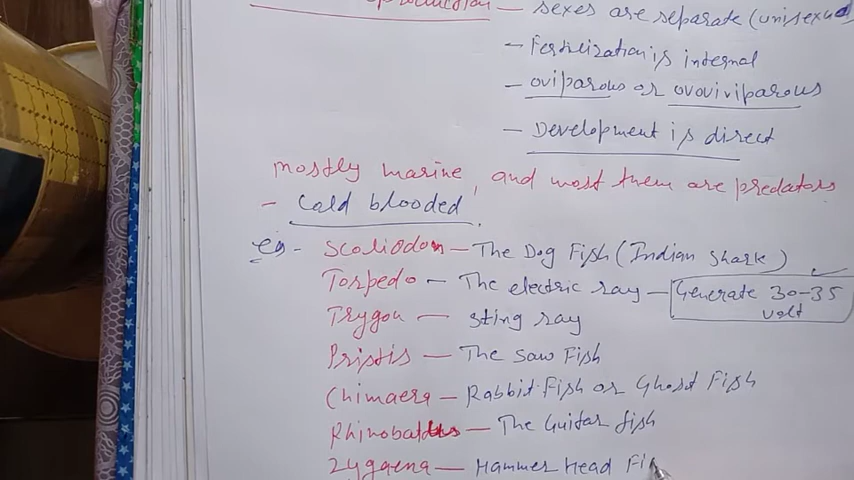 production — sexes are separate (unisexual)
– Fertilization is internal
– oviparous or ovoviviparous
– Development is direct
mostly marine, and most them are predators
– Cold blooded.
eg – Scoliodon — The Dog Fish (Indian Shark)
Torpedo — The electric ray — Generate 30-35 volt
Trygon — sting ray
Pristis — The Saw Fish
Chimaera — Rabbit Fish or Ghost Fish
Rhinobatus — The Guitar fish
Zygaena — Hammer Head Fi